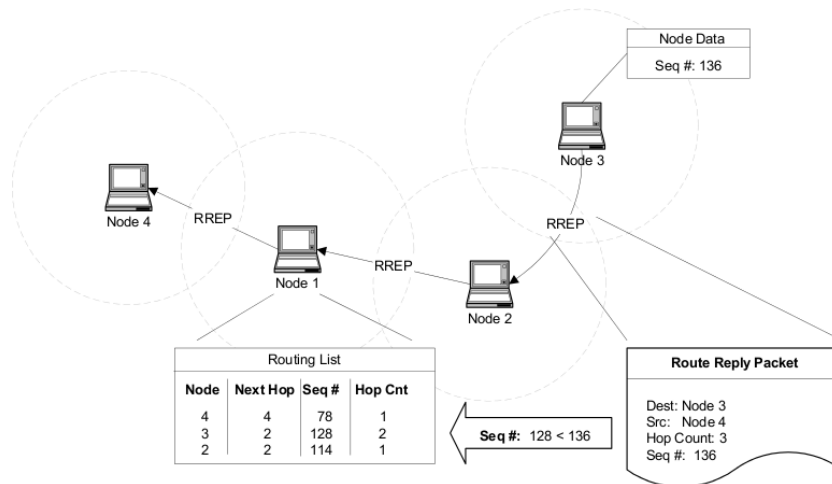 Node Data
Seq #: 136
Node 3
Node 4
RREP
RREP
Node 1
RREP
Node 2
Routing List
Node Next Hop Seq # Hop Cnt
4 4 78 1
3 2 128 2
2 2 114 1
Seq #: 128 < 136
Route Reply Packet
Dest: Node 3
Src: Node 4
Hop Count: 3
Seq #: 136